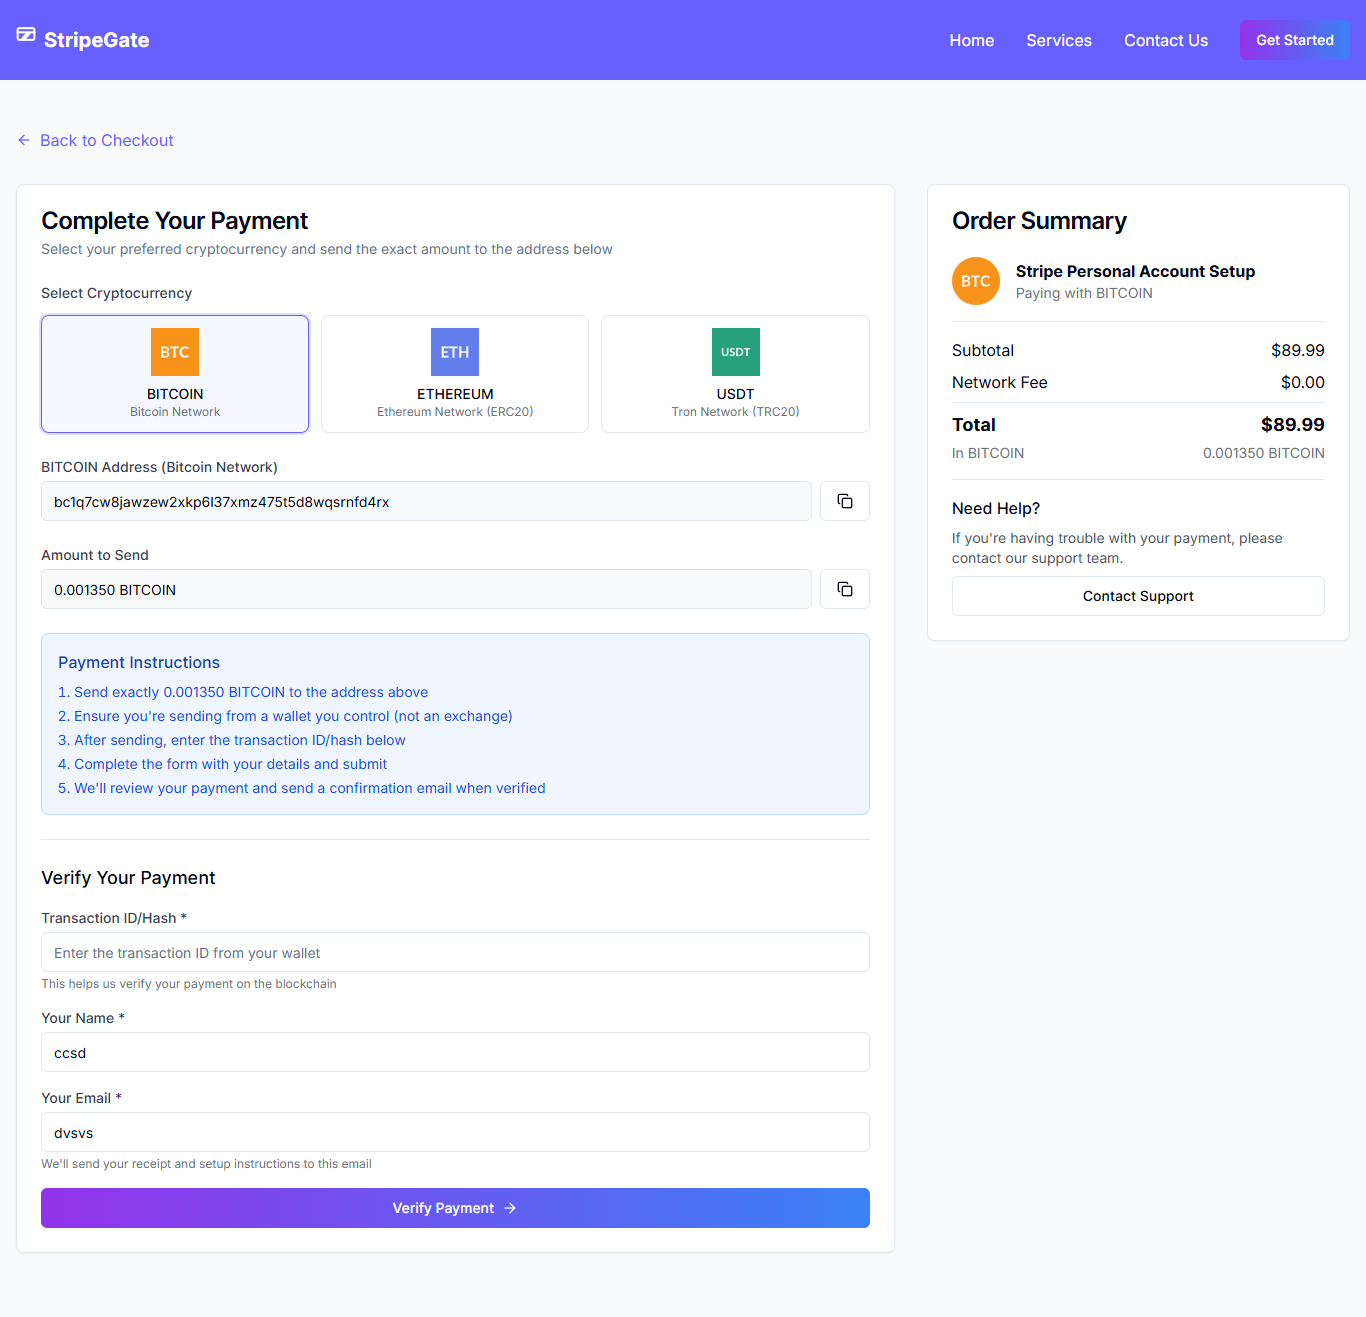 StripeGate
Home
Services
Contact Us
Get Started
← Back to Checkout
Complete Your Payment
Select your preferred cryptocurrency and send the exact amount to the address below
Select Cryptocurrency
BTC
BITCOIN
Bitcoin Network
ETH
ETHEREUM
Ethereum Network (ERC20)
USDT
USDT
Tron Network (TRC20)
BITCOIN Address (Bitcoin Network)
bc1q7cw8jawzew2xkp6l37xmz475t5d8wqsrnfd4rx
Amount to Send
0.001350 BITCOIN
Payment Instructions
1. Send exactly 0.001350 BITCOIN to the address above
2. Ensure you're sending from a wallet you control (not an exchange)
3. After sending, enter the transaction ID/hash below
4. Complete the form with your details and submit
5. We'll review your payment and send a confirmation email when verified
Verify Your Payment
Transaction ID/Hash *
Enter the transaction ID from your wallet
This helps us verify your payment on the blockchain
Your Name *
ccsd
Your Email *
dvsvs
We'll send your receipt and setup instructions to this email
Verify Payment →
Order Summary
BTC
Stripe Personal Account Setup
Paying with BITCOIN
Subtotal $89.99
Network Fee $0.00
Total $89.99
In BITCOIN 0.001350 BITCOIN
Need Help?
If you're having trouble with your payment, please
contact our support team.
Contact Support